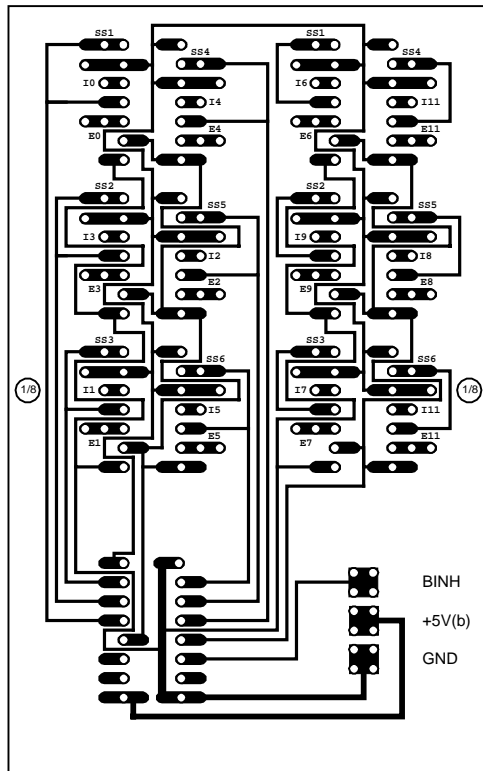 SS1
SS4
I0
I4
E0
E4
SS2
SS5
I3
I2
E3
E2
SS3
SS6
I1
I5
E1
E5
SS1
SS4
I6
I11
E6
E11
SS2
SS5
I9
I8
E9
E8
SS3
SS6
I7
I11
E7
E11
1/8
1/8
BINH
+5V(b)
GND